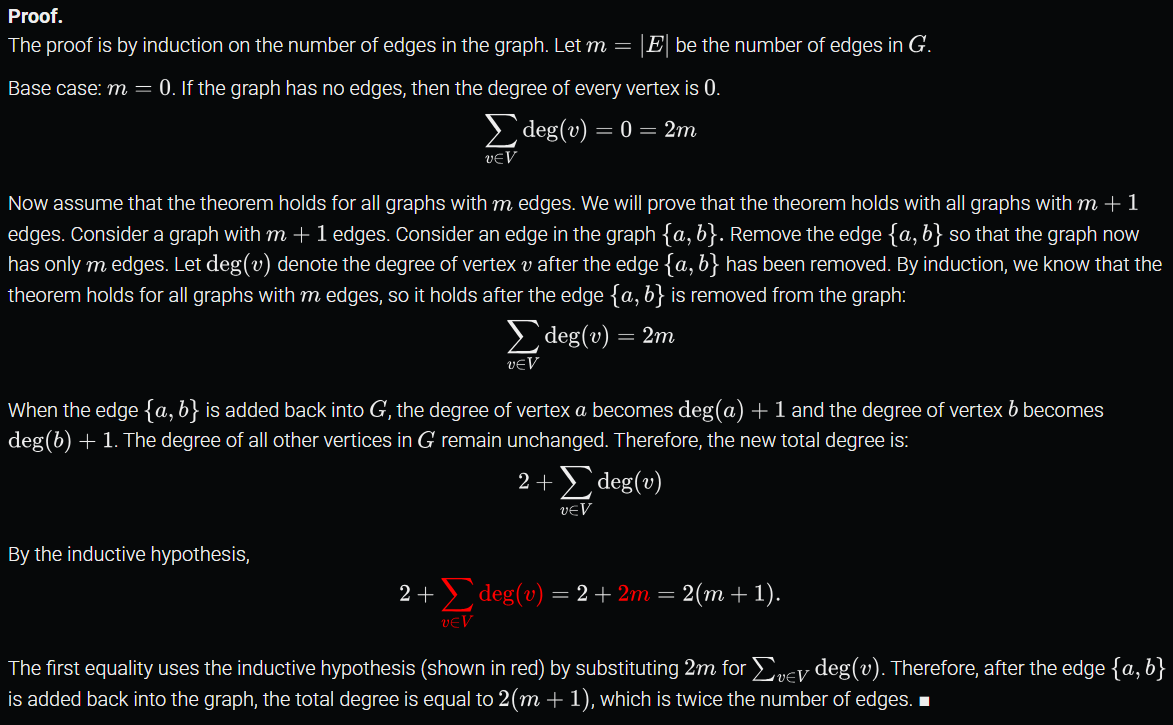 Proof.
The proof is by induction on the number of edges in the graph. Let m = |E| be the number of edges in G.
Base case: m = 0. If the graph has no edges, then the degree of every vertex is 0.
∑ deg(v) = 0 = 2m
v∈V
Now assume that the theorem holds for all graphs with m edges. We will prove that the theorem holds with all graphs with m + 1
edges. Consider a graph with m + 1 edges. Consider an edge in the graph {a, b}. Remove the edge {a, b} so that the graph now
has only m edges. Let deg(v) denote the degree of vertex v after the edge {a, b} has been removed. By induction, we know that the
theorem holds for all graphs with m edges, so it holds after the edge {a, b} is removed from the graph:
∑ deg(v) = 2m
v∈V
When the edge {a, b} is added back into G, the degree of vertex a becomes deg(a) + 1 and the degree of vertex b becomes
deg(b) + 1. The degree of all other vertices in G remain unchanged. Therefore, the new total degree is:
2 + ∑ deg(v)
v∈V
By the inductive hypothesis,
2 + ∑ deg(v) = 2 + 2m = 2(m + 1).
v∈V
The first equality uses the inductive hypothesis (shown in red) by substituting 2m for ∑v∈V deg(v). Therefore, after the edge {a, b}
is added back into the graph, the total degree is equal to 2(m + 1), which is twice the number of edges. ■